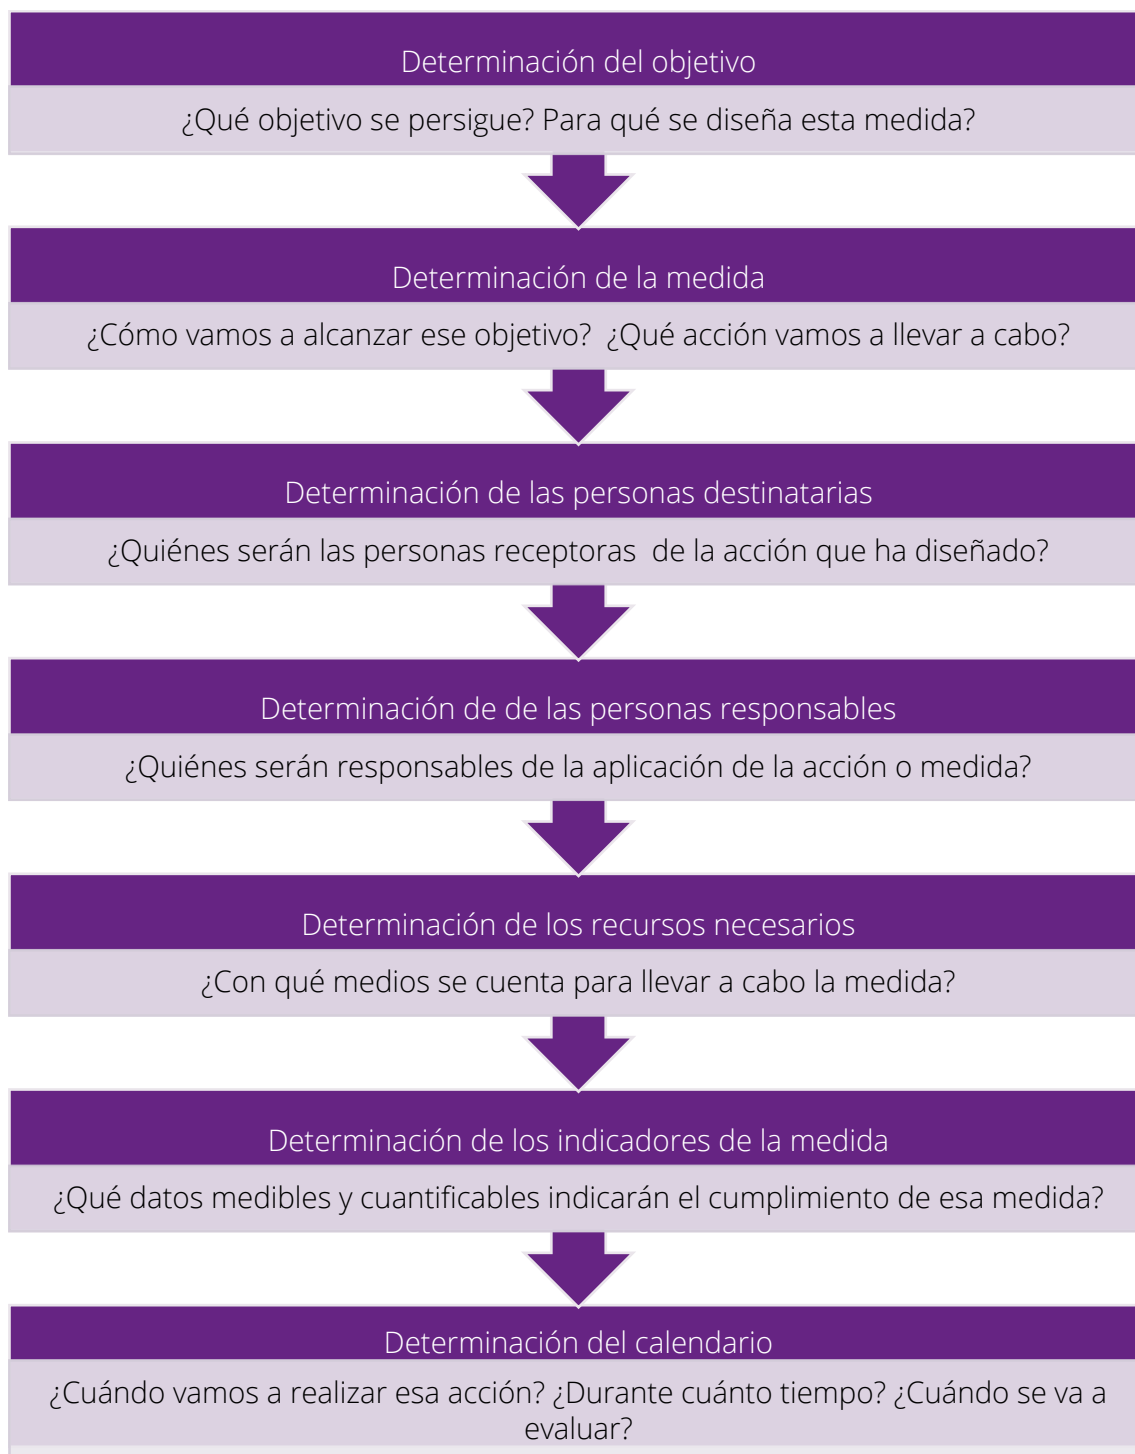 Determinación del objetivo
¿Qué objetivo se persigue? Para qué se diseña esta medida?
Determinación de la medida
¿Cómo vamos a alcanzar ese objetivo?  ¿Qué acción vamos a llevar a cabo?
Determinación de las personas destinatarias
¿Quiénes serán las personas receptoras  de la acción que ha diseñado?
Determinación de de las personas responsables
¿Quiénes serán responsables de la aplicación de la acción o medida?
Determinación de los recursos necesarios
¿Con qué medios se cuenta para llevar a cabo la medida?
Determinación de los indicadores de la medida
¿Qué datos medibles y cuantificables indicarán el cumplimiento de esa medida?
Determinación del calendario
¿Cuándo vamos a realizar esa acción? ¿Durante cuánto tiempo? ¿Cuándo se va a
evaluar?